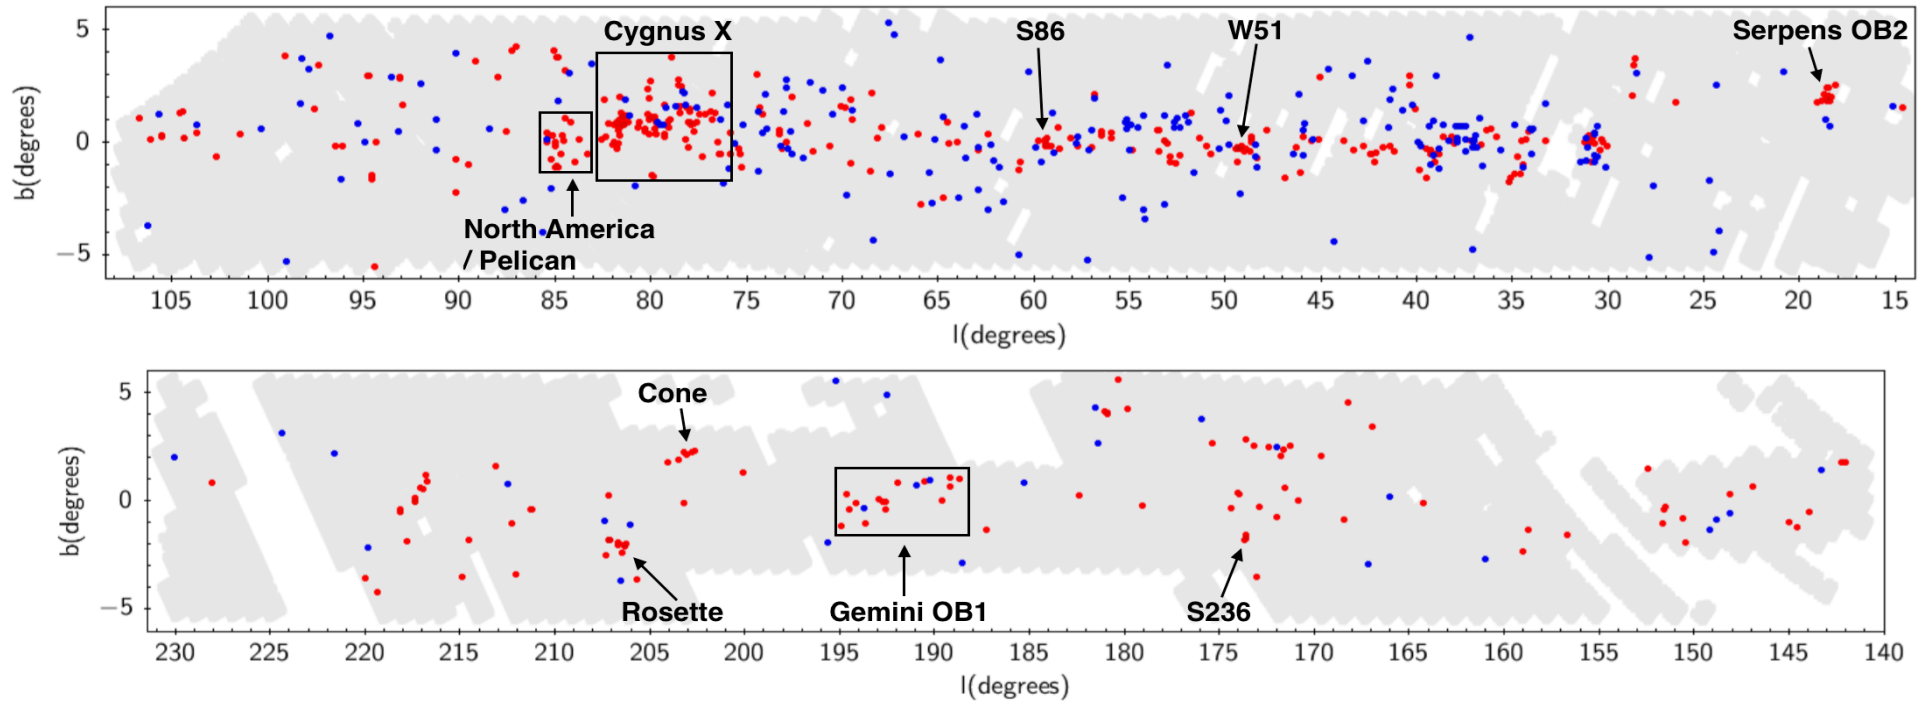 Cygnus X
S86
W51
Serpens OB2
5
0
−5
b(degrees)
North America
/ Pelican
105 100 95 90 85 80 75 70 65 60 55 50 45 40 35 30 25 20 15
l(degrees)
Cone
5
0
−5
b(degrees)
Rosette
Gemini OB1
S236
230 225 220 215 210 205 200 195 190 185 180 175 170 165 160 155 150 145 140
l(degrees)